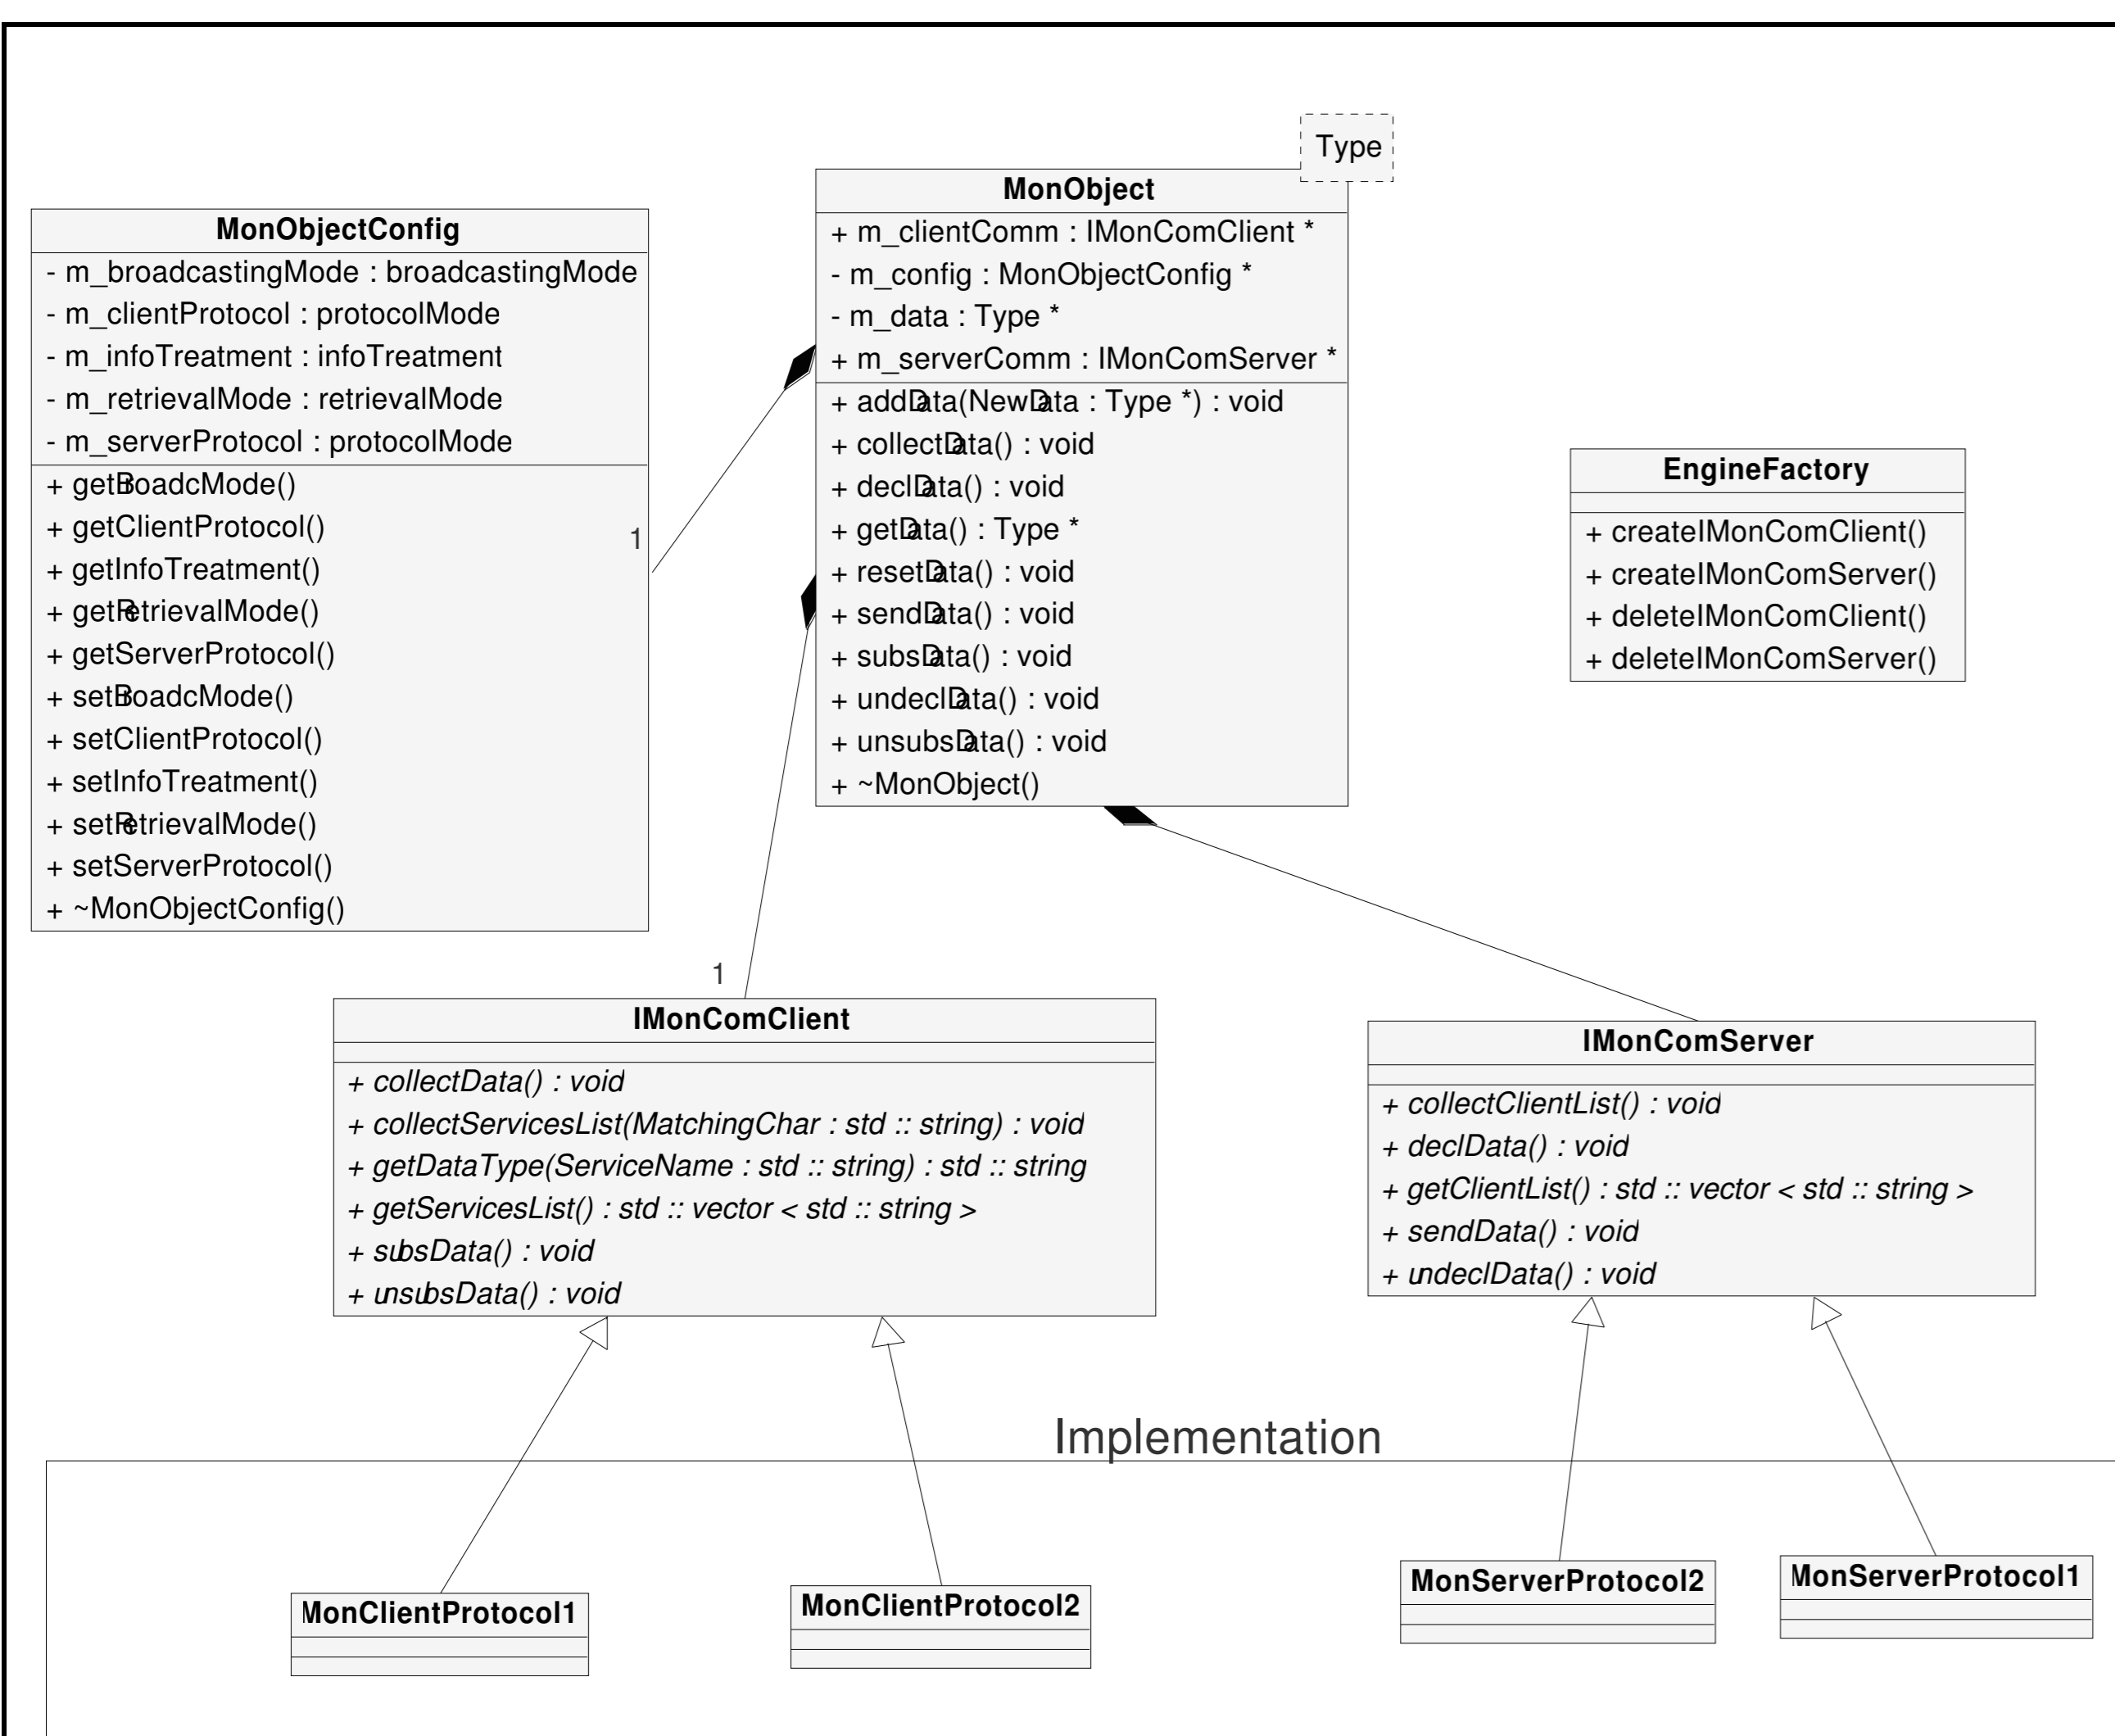 Type
MonObject
+ m_clientComm : IMonComClient *
- m_config : MonObjectConfig *
- m_data : Type *
+ m_serverComm : IMonComServer *
+ addData(NewData : Type *) : void
+ collectData() : void
+ declData() : void
+ getData() : Type *
+ resetData() : void
+ sendData() : void
+ subsData() : void
+ undeclData() : void
+ unsubsData() : void
+ ~MonObject()
MonObjectConfig
- m_broadcastingMode : broadcastingMode
- m_clientProtocol : protocolMode
- m_infoTreatment : infoTreatment
- m_retrievalMode : retrievalMode
- m_serverProtocol : protocolMode
+ getBoadcMode()
+ getClientProtocol()
+ getInfoTreatment()
+ getRetrievalMode()
+ getServerProtocol()
+ setBoadcMode()
+ setClientProtocol()
+ setInfoTreatment()
+ setRetrievalMode()
+ setServerProtocol()
+ ~MonObjectConfig()
1
EngineFactory
+ createIMonComClient()
+ createIMonComServer()
+ deleteIMonComClient()
+ deleteIMonComServer()
1
IMonComClient
+ collectData() : void
+ collectServicesList(MatchingChar : std :: string) : void
+ getDataType(ServiceName : std :: string) : std :: string
+ getServicesList() : std :: vector < std :: string >
+ subsData() : void
+ unsubsData() : void
IMonComServer
+ collectClientList() : void
+ declData() : void
+ getClientList() : std :: vector < std :: string >
+ sendData() : void
+ undeclData() : void
Implementation
MonClientProtocol1
MonClientProtocol2
MonServerProtocol2
MonServerProtocol1